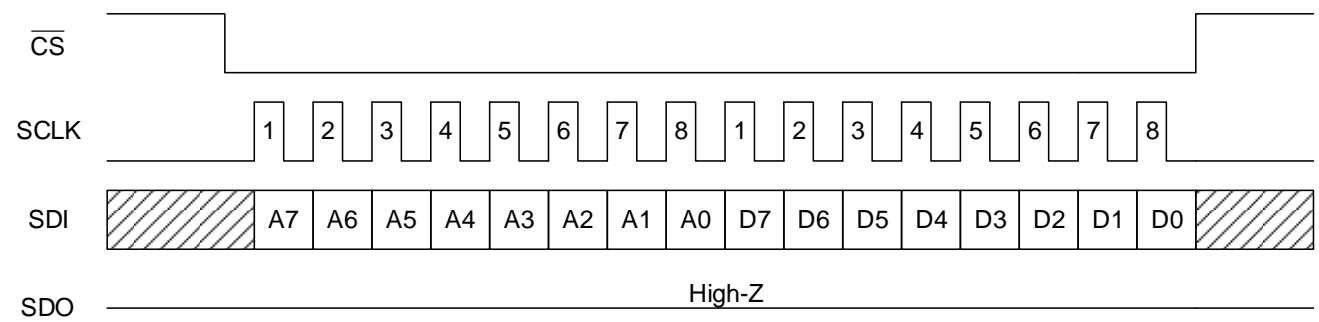 CS
SCLK 1 2 3 4 5 6 7 8 1 2 3 4 5 6 7 8
SDI A7 A6 A5 A4 A3 A2 A1 A0 D7 D6 D5 D4 D3 D2 D1 D0
High-Z
SDO